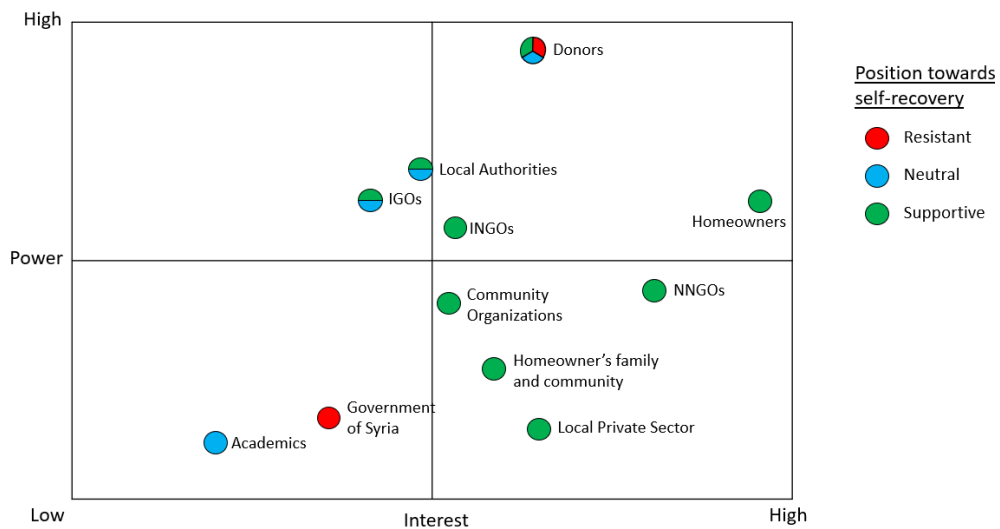 High
Donors
Position towards
self-recovery
Resistant
Neutral
Supportive
Local Authorities
IGOs
INGOs
Homeowners
Power
NNGOs
Community
Organizations
Homeowner’s family
and community
Government
of Syria
Local Private Sector
Academics
Low
Interest
High